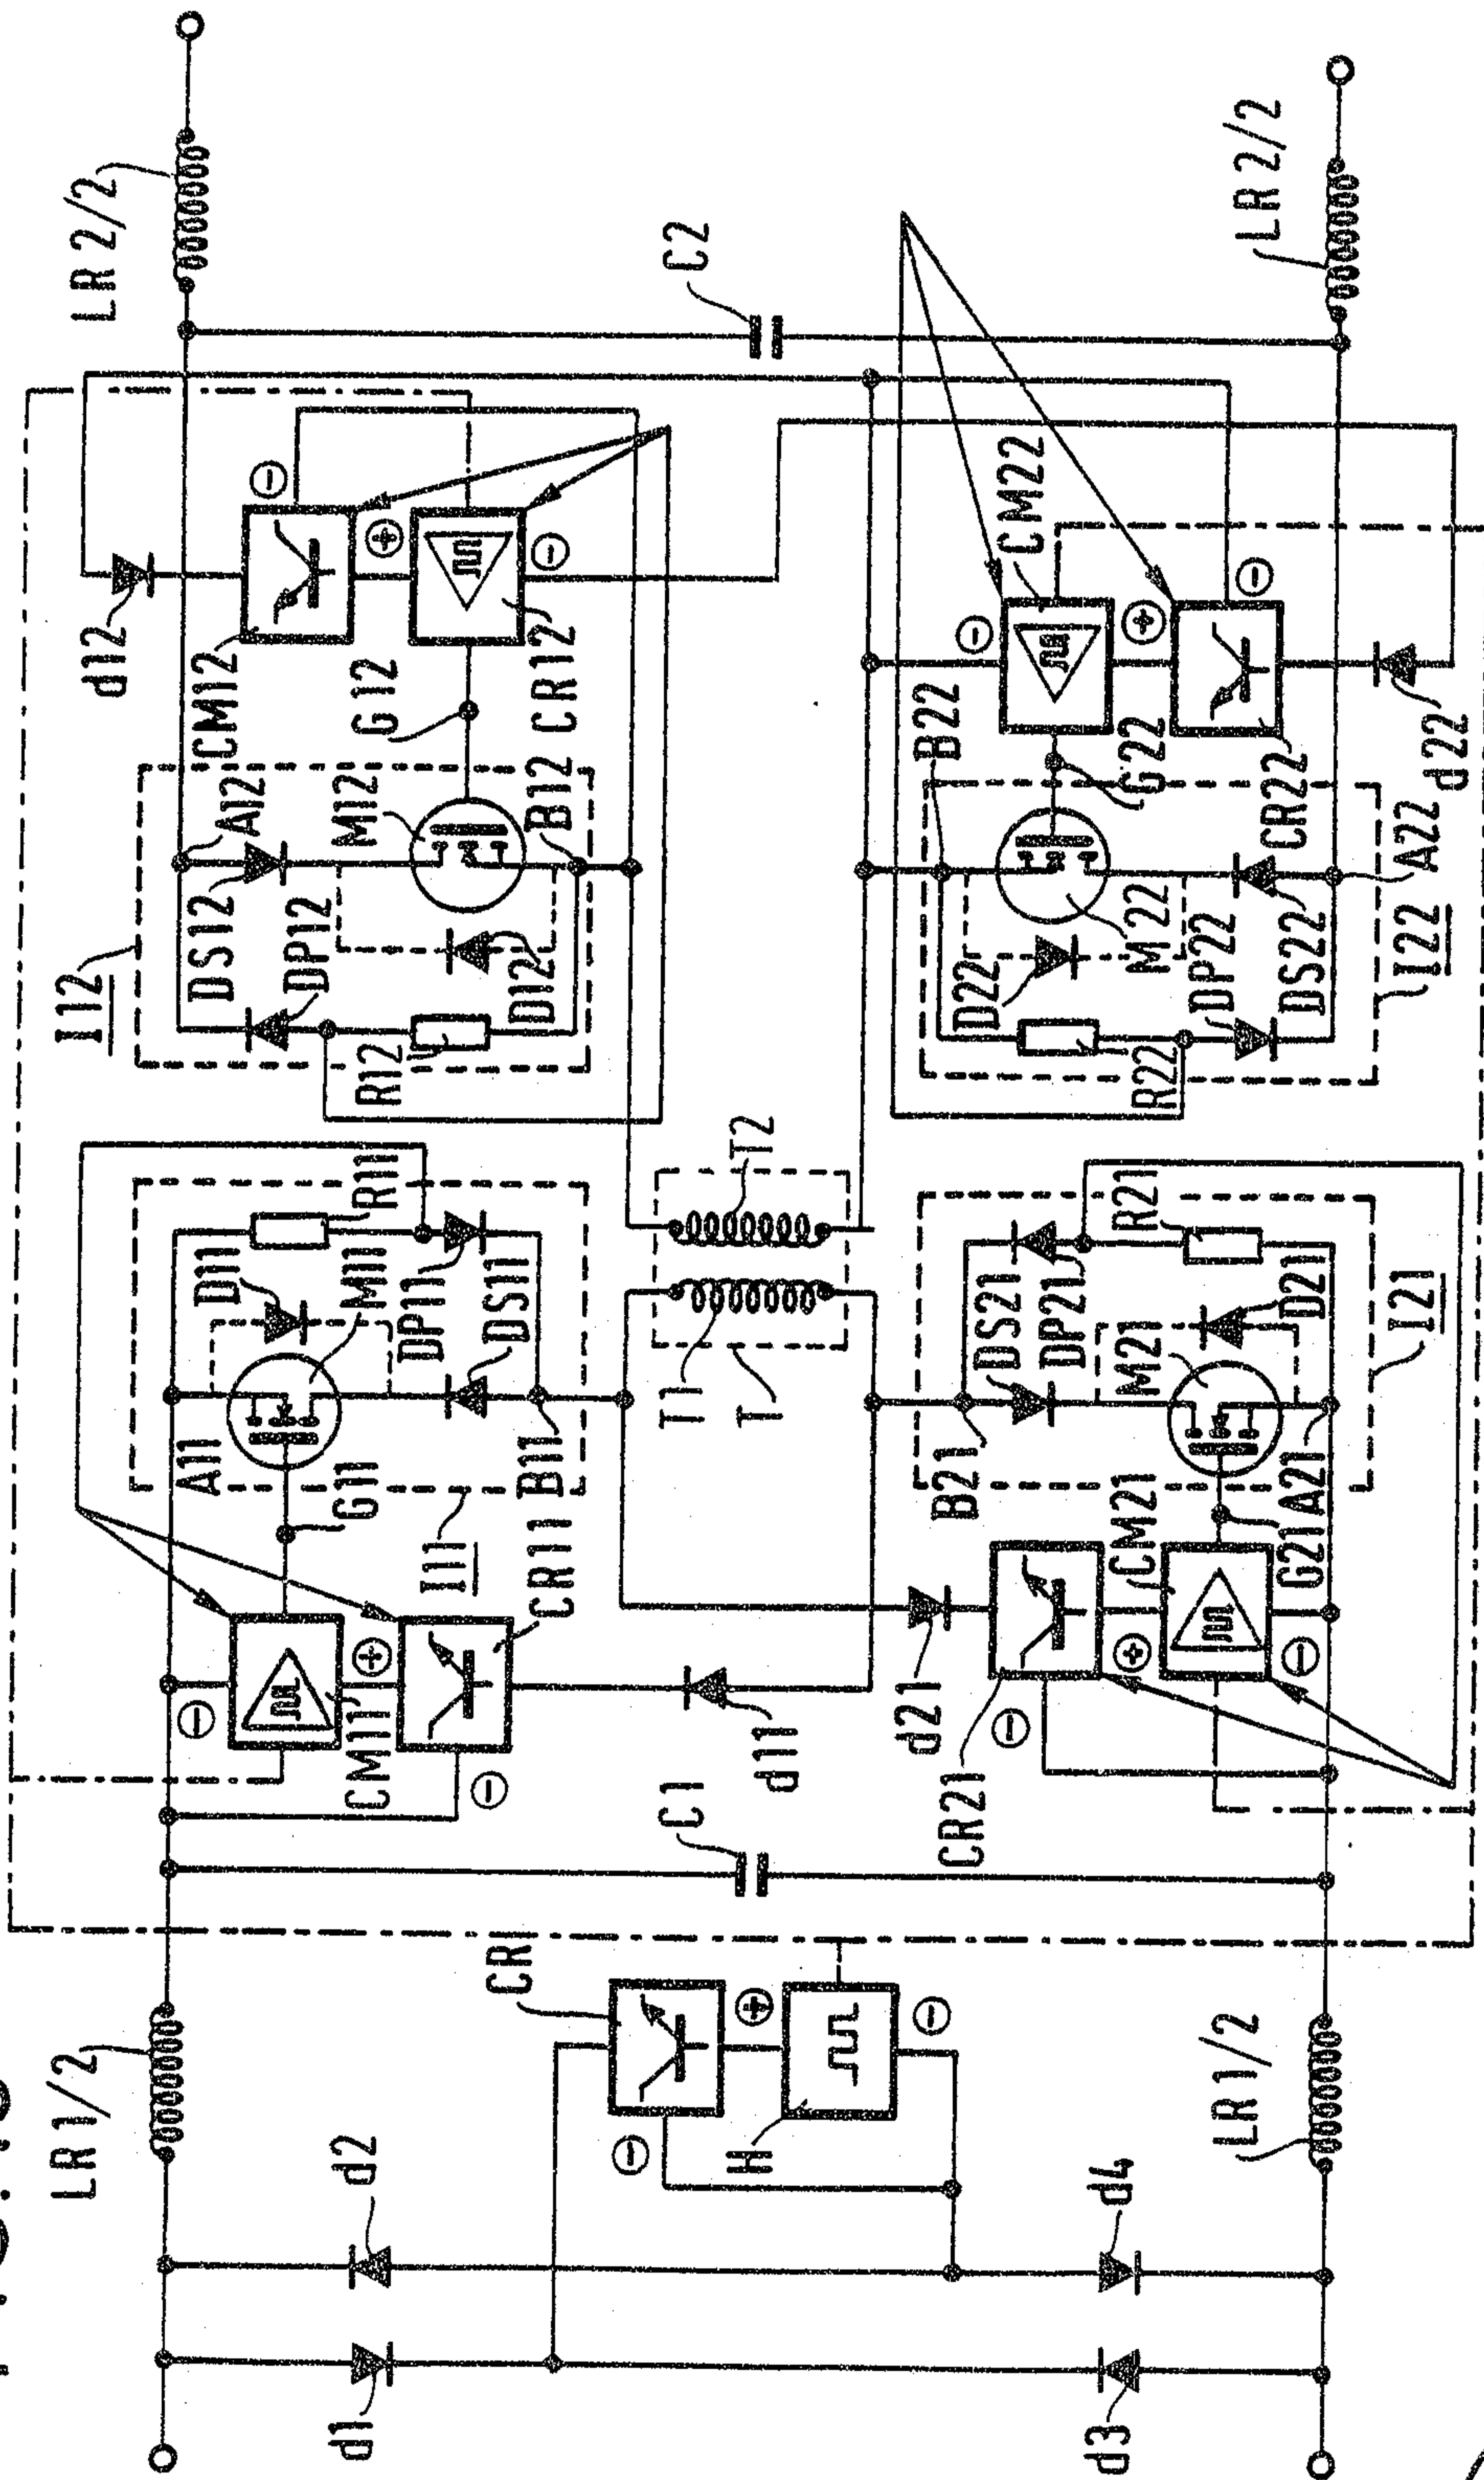 LR 1/2
LR 2/2
d1
d2
d3
d4
CR
H
LR 1/2
LR 2/2
C1
C2
CM11
CR11
G11
A11
I11
B11
D11
M11
R11
DP11
DS11
d11
T1
T
T2
d21
CR21
CM21
G21
A21
B21
DS21
DP21
M21
D21
R21
I21
I12
DS12
DP12
A12
M12
D12
R12
B12
G12
CM12
CR12
d12
B22
D22
M22
R22
DP22
DS22
A22
I22
G22
CM22
CR22
d22